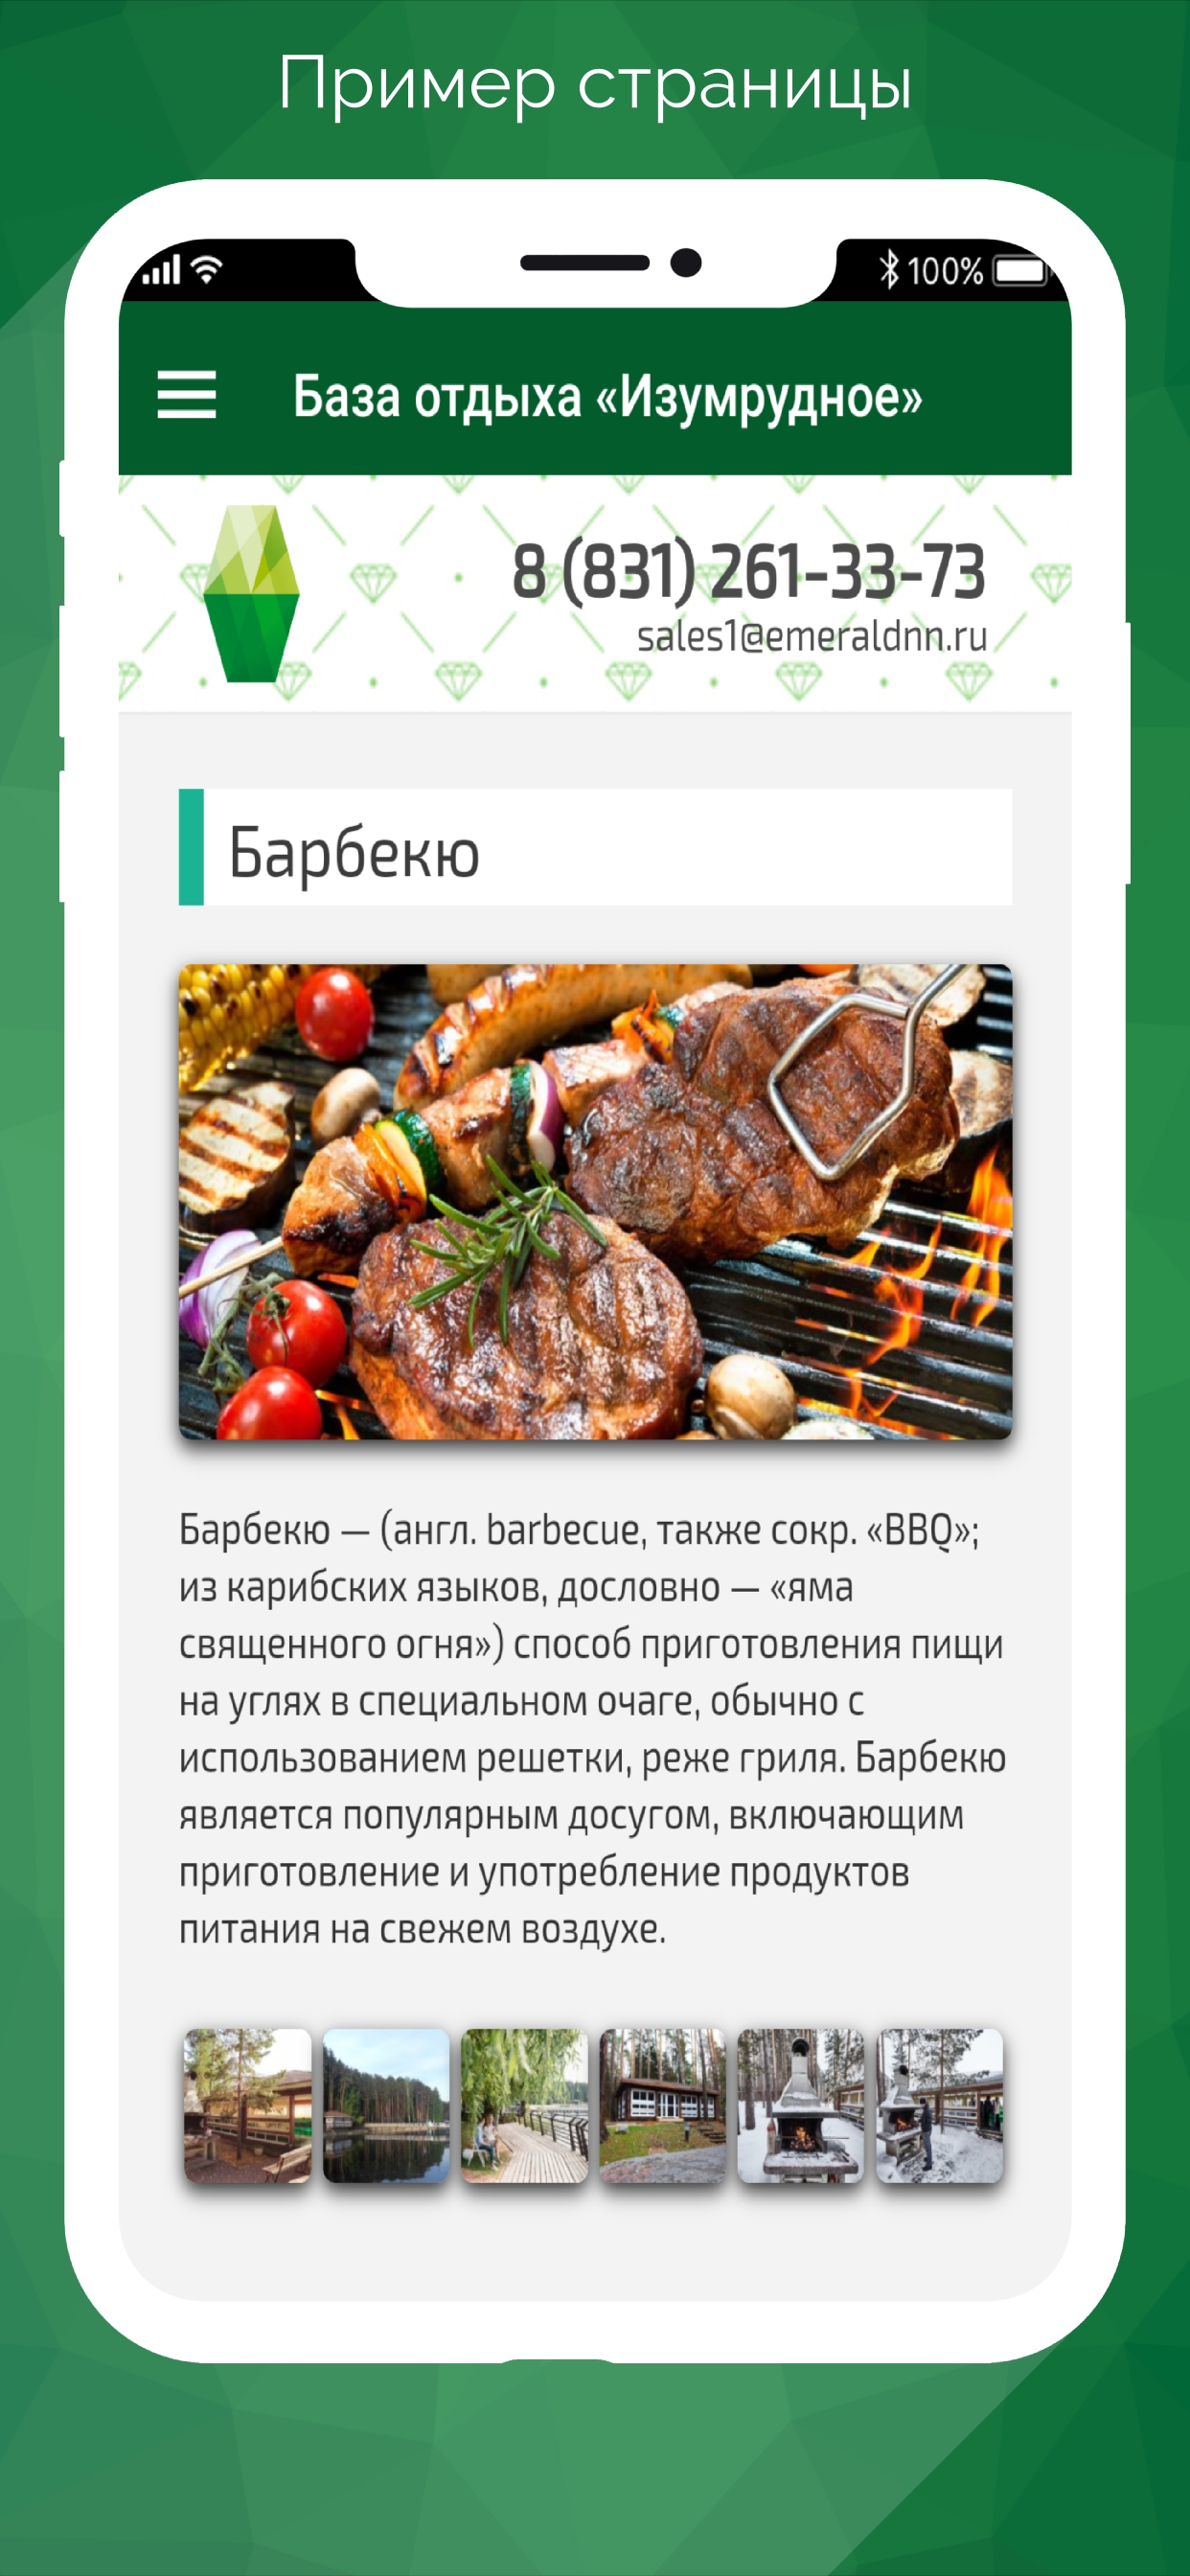 Пример страницы
100%
База отдыха «Изумрудное»
8 (831) 261-33-73
sales1@emeraldnn.ru
Барбекю
Барбекю — (англ. barbecue, также сокр. «BBQ»;
из карибских языков, дословно — «яма
священного огня») способ приготовления пищи
на углях в специальном очаге, обычно с
использованием решетки, реже гриля. Барбекю
является популярным досугом, включающим
приготовление и употребление продуктов
питания на свежем воздухе.